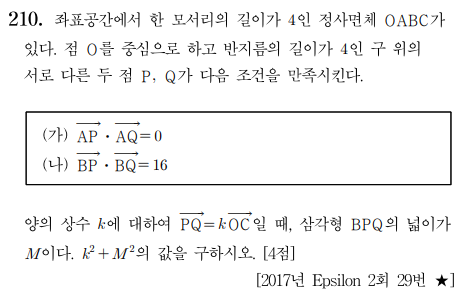 210. 좌표공간에서 한 모서리의 길이가 4인 정사면체 OABC가
있다. 점 O를 중심으로 하고 반지름의 길이가 4인 구 위의
서로 다른 두 점 P, Q가 다음 조건을 만족시킨다.
(가) \overrightarrow{AP}·\overrightarrow{AQ}=0
(나) \overrightarrow{BP}·\overrightarrow{BQ}=16
양의 상수 k에 대하여 \overrightarrow{PQ}=k\overrightarrow{OC}일 때, 삼각형 BPQ의 넓이가
M이다. k²+M²의 값을 구하시오. [4점]
[2017년 Epsilon 2회 29번 ★]